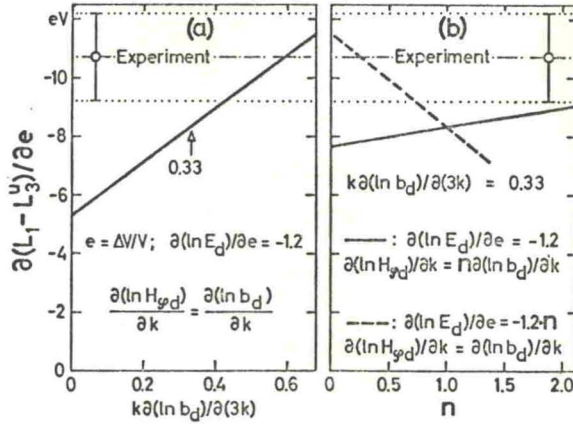 eV
(a)
Experiment
-10
-8
-6
-4
-2
0
∂(L₁-L₃ᵘ)/∂e
0.33
e = ΔV/V; ∂(ln E_d)/∂e = -1.2
∂(ln H_φd)/∂k = ∂(ln b_d)/∂k
0 0.2 0.4 0.6
k∂(ln b_d)/∂(3k)
(b)
Experiment
k∂(ln b_d)/∂(3k) = 0.33
: ∂(ln E_d)/∂e = -1.2
∂(ln H_φd)/∂k = n∂(ln b_d)/∂k
: ∂(ln E_d)/∂e = -1.2·n
∂(ln H_φd)/∂k = ∂(ln b_d)/∂k
0 0.5 1.0 1.5 2.0
n